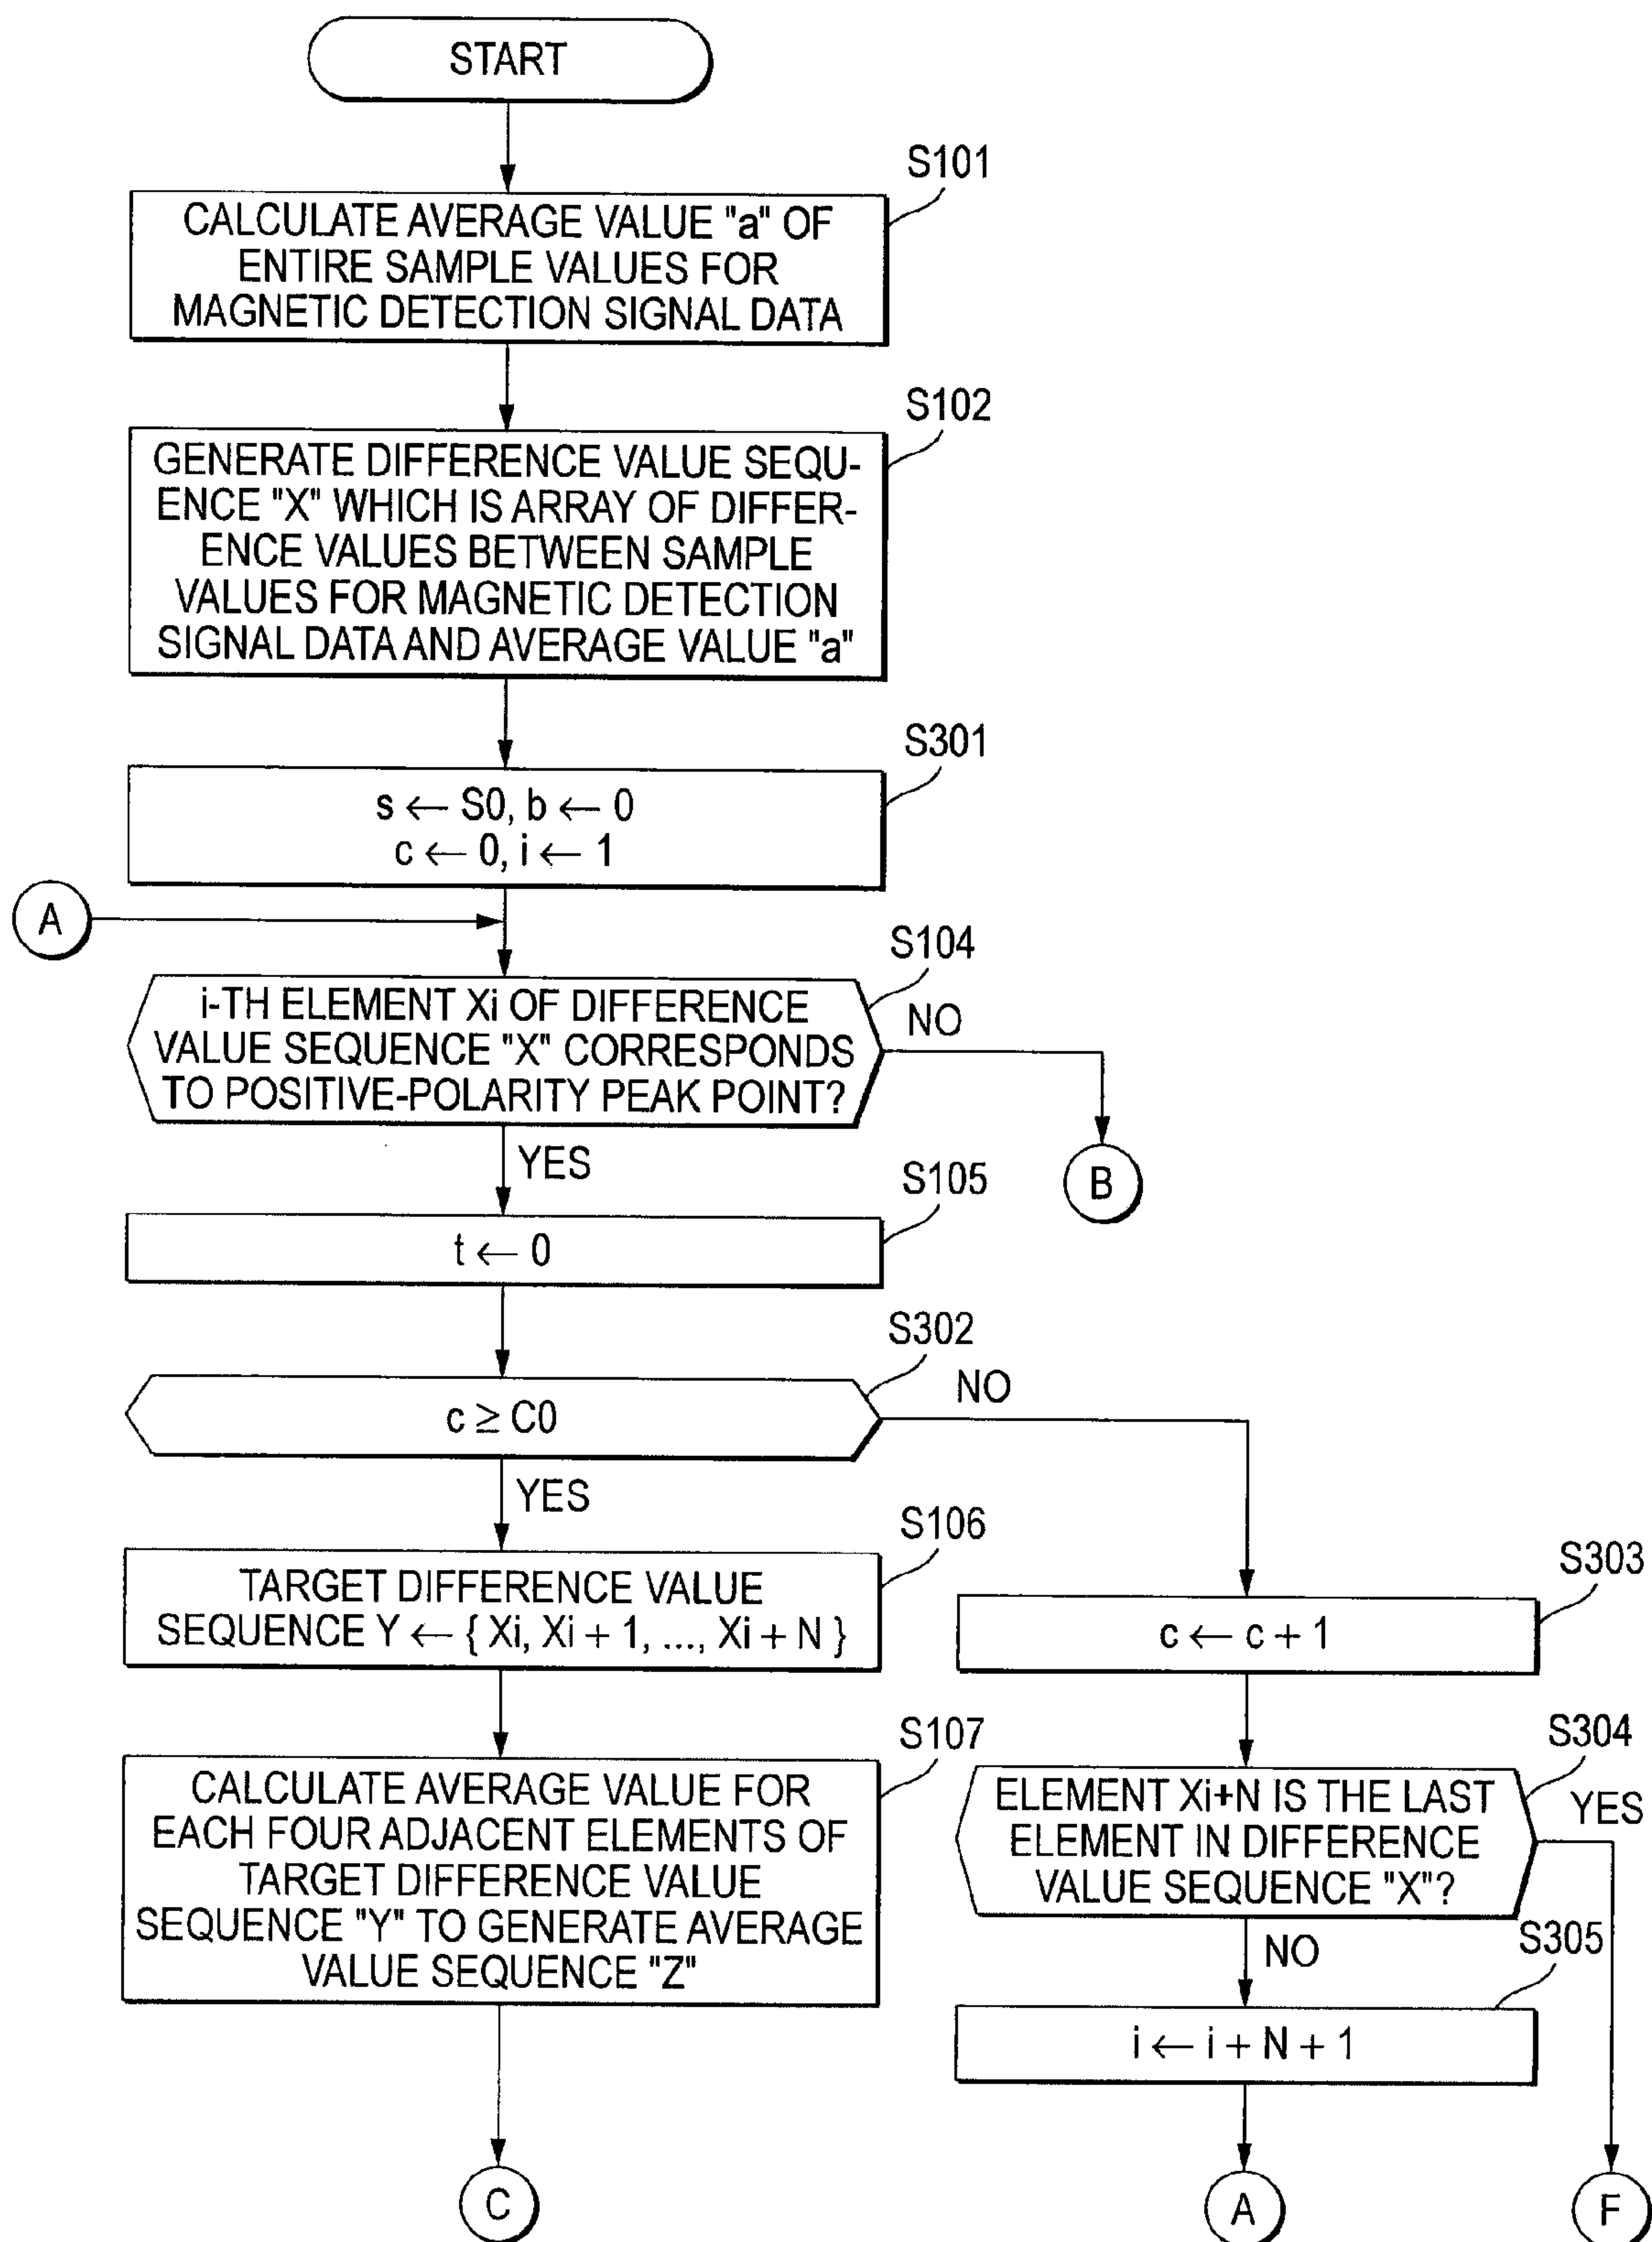 START
S101
CALCULATE AVERAGE VALUE "a" OF
ENTIRE SAMPLE VALUES FOR
MAGNETIC DETECTION SIGNAL DATA
S102
GENERATE DIFFERENCE VALUE SEQU-
ENCE "X" WHICH IS ARRAY OF DIFFER-
ENCE VALUES BETWEEN SAMPLE
VALUES FOR MAGNETIC DETECTION
SIGNAL DATA AND AVERAGE VALUE "a"
S301
s ← S0, b ← 0
c ← 0, i ← 1
A
S104
i-TH ELEMENT Xi OF DIFFERENCE
VALUE SEQUENCE "X" CORRESPONDS
TO POSITIVE-POLARITY PEAK POINT?
NO
B
YES
S105
t ← 0
S302
c ≥ C0
NO
YES
S106
TARGET DIFFERENCE VALUE
SEQUENCE Y ← { Xi, Xi + 1, ..., Xi + N }
S303
c ← c + 1
S107
CALCULATE AVERAGE VALUE FOR
EACH FOUR ADJACENT ELEMENTS OF
TARGET DIFFERENCE VALUE
SEQUENCE "Y" TO GENERATE AVERAGE
VALUE SEQUENCE "Z"
S304
ELEMENT Xi+N IS THE LAST
ELEMENT IN DIFFERENCE
VALUE SEQUENCE "X"?
YES
NO
S305
i ← i + N + 1
C
A
F